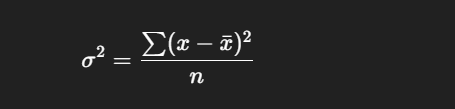 σ² = ∑(x − x̄)² / n